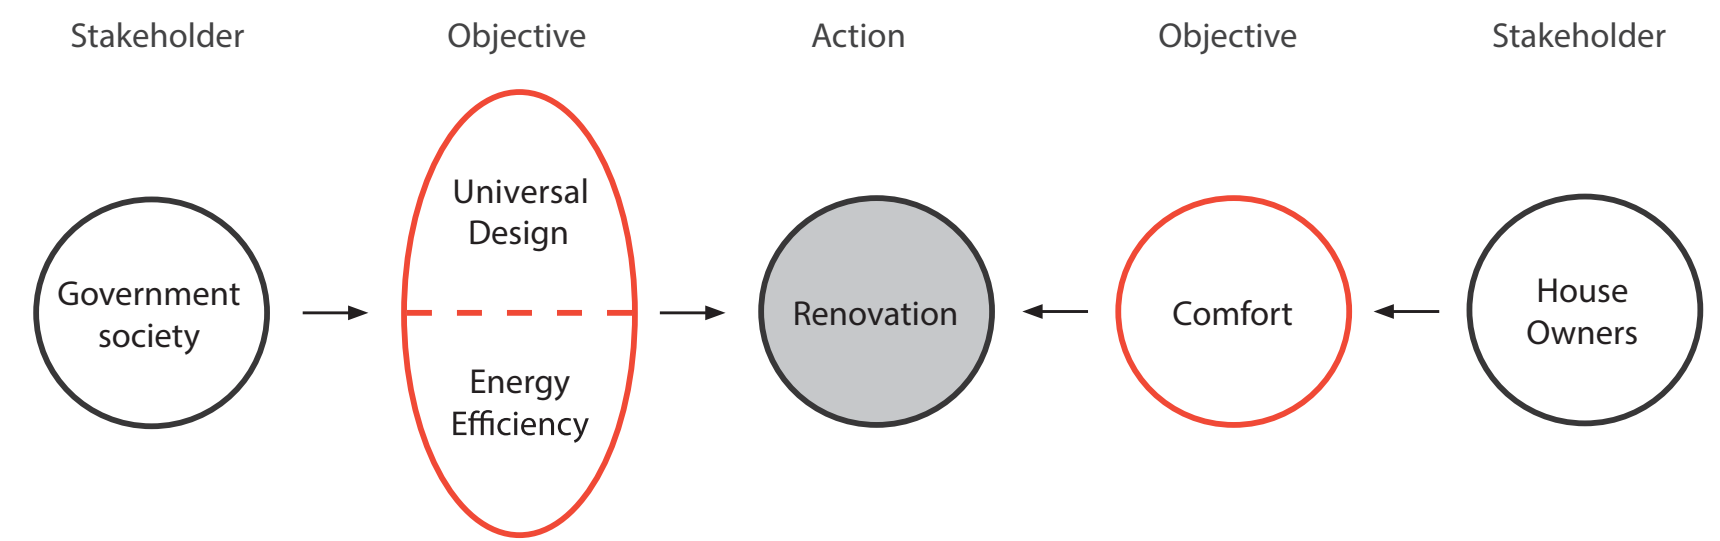 Stakeholder
Objective
Action
Objective
Stakeholder
Government
society
Universal
Design
Energy
Efficiency
Renovation
Comfort
House
Owners